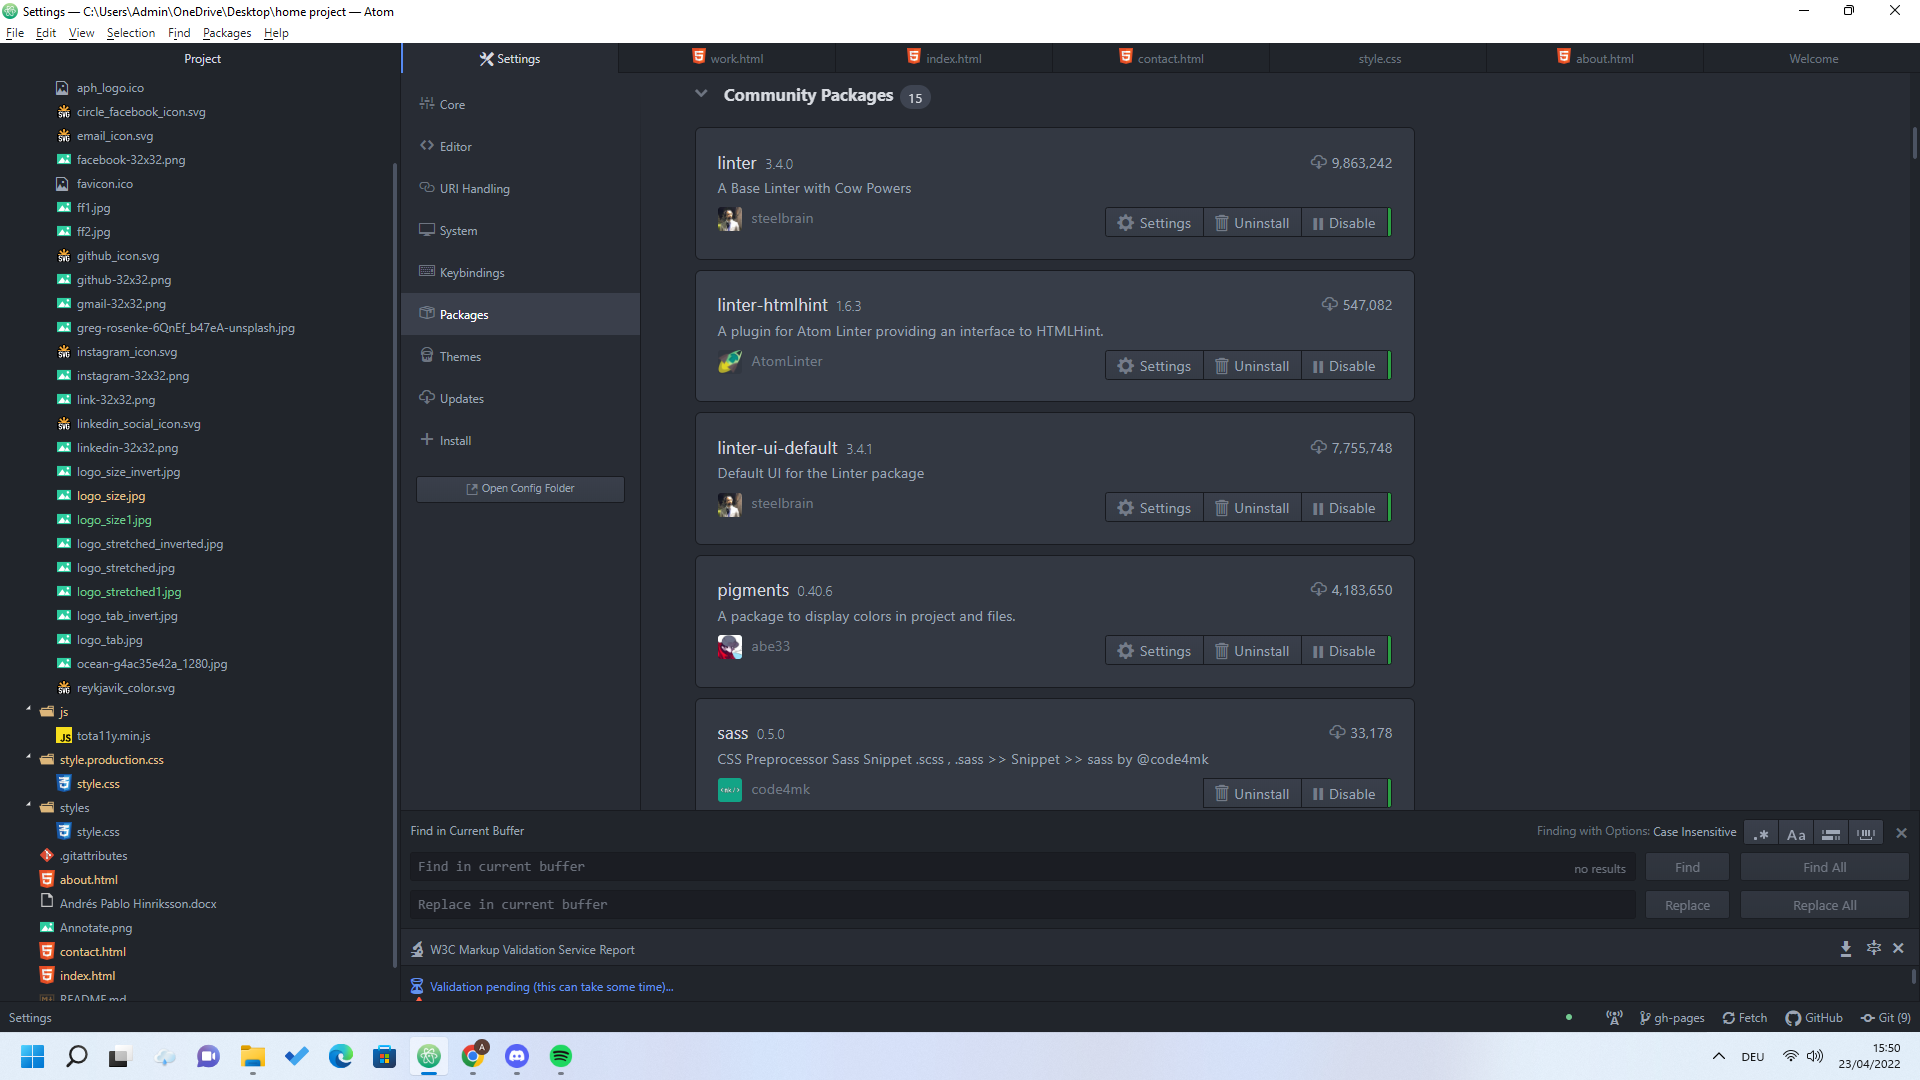 Settings — C:\Users\Admin\OneDrive\Desktop\home project — Atom
File Edit View Selection Find Packages Help
Project
aph_logo.ico
circle_facebook_icon.svg
email_icon.svg
facebook-32x32.png
favicon.ico
ff1.jpg
ff2.jpg
github_icon.svg
github-32x32.png
gmail-32x32.png
greg-rosenke-6QnEf_b47eA-unsplash.jpg
instagram_icon.svg
instagram-32x32.png
link-32x32.png
linkedin_social_icon.svg
linkedin-32x32.png
logo_size_invert.jpg
logo_size.jpg
logo_size1.jpg
logo_stretched_inverted.jpg
logo_stretched.jpg
logo_stretched1.jpg
logo_tab_invert.jpg
logo_tab.jpg
ocean-g4ac35e42a_1280.jpg
reykjavik_color.svg
js
tota11y.min.js
style.production.css
style.css
styles
style.css
.gitattributes
about.html
Andrés Pablo Hinriksson.docx
Annotate.png
contact.html
index.html
README.md
Settings work.html index.html contact.html style.css about.html Welcome
Core
Editor
URI Handling
System
Keybindings
Packages
Themes
Updates
Install
Open Config Folder
Community Packages 15
linter 3.4.0 9,863,242
A Base Linter with Cow Powers
steelbrain Settings Uninstall Disable
linter-htmlhint 1.6.3 547,082
A plugin for Atom Linter providing an interface to HTMLHint.
AtomLinter Settings Uninstall Disable
linter-ui-default 3.4.1 7,755,748
Default UI for the Linter package
steelbrain Settings Uninstall Disable
pigments 0.40.6 4,183,650
A package to display colors in project and files.
abe33 Settings Uninstall Disable
sass 0.5.0 33,178
CSS Preprocessor Sass Snippet .scss , .sass >> Snippet >> sass by @code4mk
code4mk Uninstall Disable
Find in Current Buffer Finding with Options: Case Insensitive .* Aa
Find in current buffer no results Find Find All
Replace in current buffer Replace Replace All
W3C Markup Validation Service Report
Validation pending (this can take some time)...
Settings gh-pages Fetch GitHub Git (9)
A DEU 15:50
23/04/2022